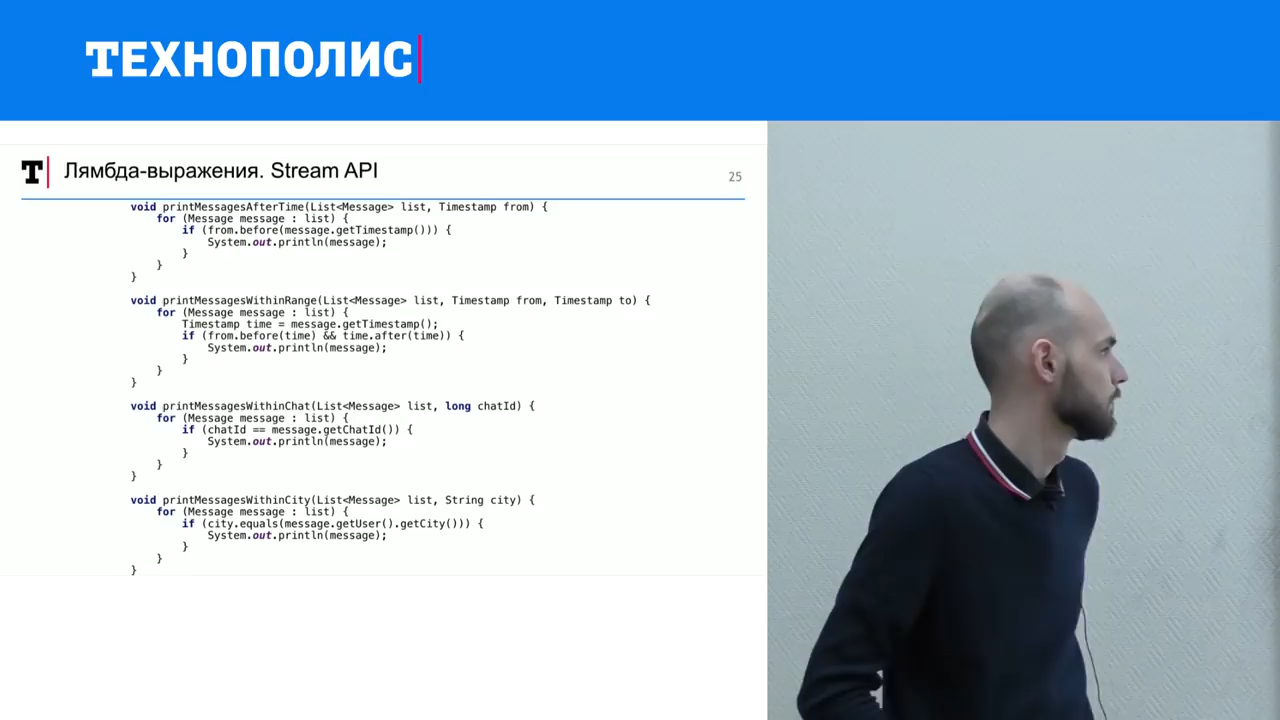 ТЕХНОПОЛИС
T Лямбда-выражения. Stream API
25
void printMessagesAfterTime(List<Message> list, Timestamp from) {
    for (Message message : list) {
        if (from.before(message.getTimestamp())) {
            System.out.println(message);
        }
    }
}
void printMessagesWithinRange(List<Message> list, Timestamp from, Timestamp to) {
    for (Message message : list) {
        Timestamp time = message.getTimestamp();
        if (from.before(time) && time.after(time)) {
            System.out.println(message);
        }
    }
}
void printMessagesWithinChat(List<Message> list, long chatId) {
    for (Message message : list) {
        if (chatId == message.getChatId()) {
            System.out.println(message);
        }
    }
}
void printMessagesWithinCity(List<Message> list, String city) {
    for (Message message : list) {
        if (city.equals(message.getUser().getCity())) {
            System.out.println(message);
        }
    }
}